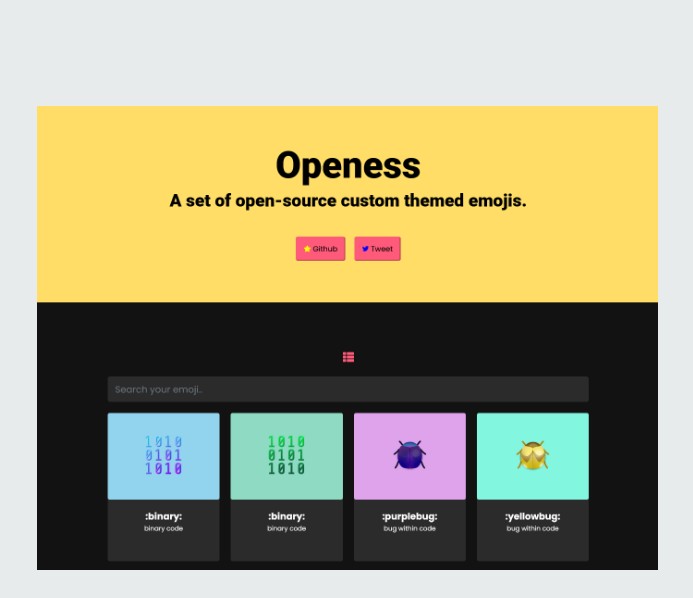 Openess
A set of open-source custom themed emojis.
Github Tweet
Search your emoji..
1010 1010
0101 0101
1010 1010
:binary: :binary: :purplebug: :yellowbug:
binary code binary code bug within code bug within code